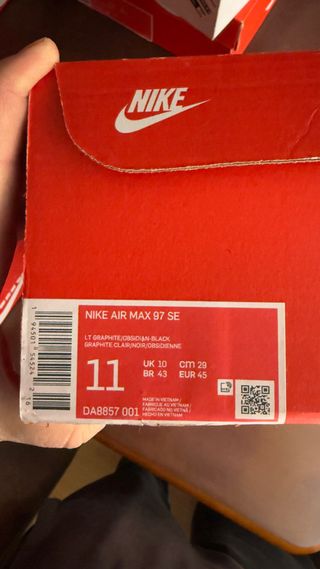 NIKE
NIKE AIR MAX 97 SE
LT GRAPHITE/OBSIDIAN-BLACK
GRAPHITE CLAIR/NOIR/OBSIDIENNE
11
UK 10
CM 29
BR 43
EUR 45
DA8857 001
MADE IN VIETNAM /
FABRIQUÉ AU VIETNAM /
FABRICADO NO VIETNÃ /
HECHO EN VIETNAM